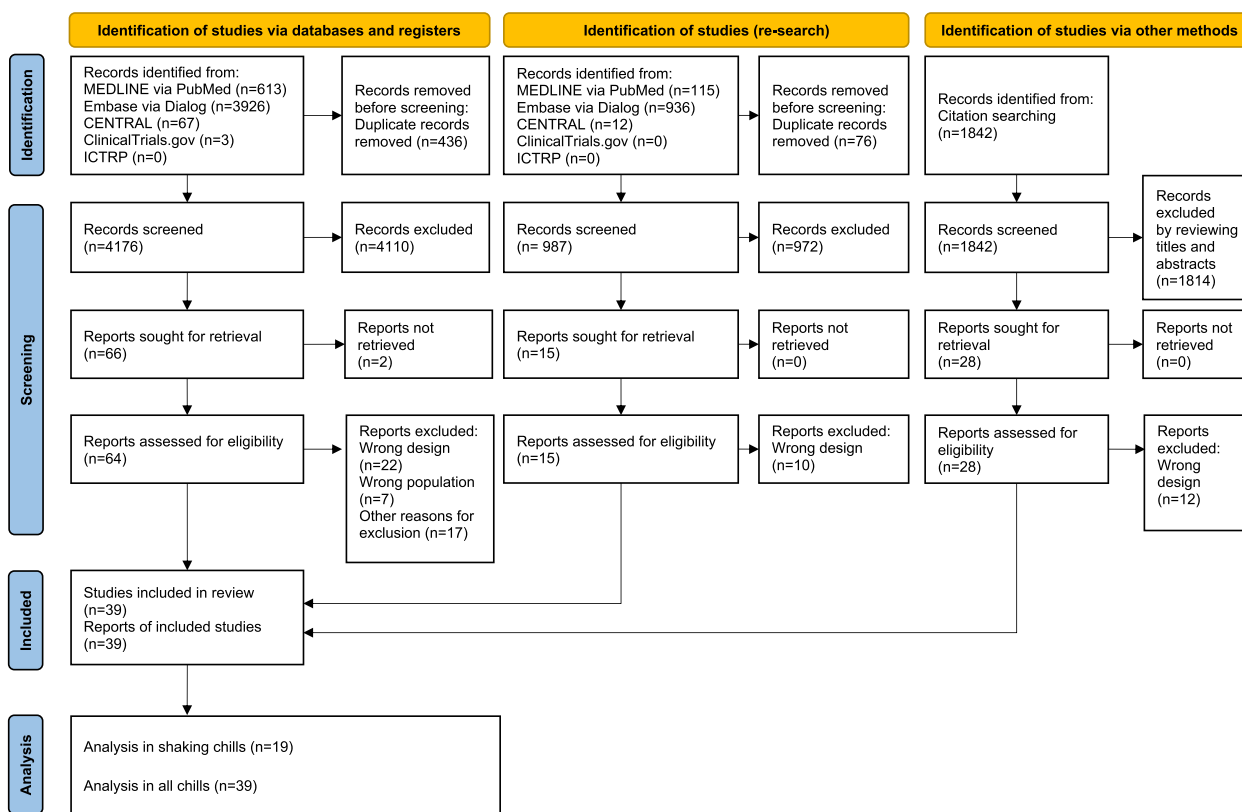 Identification of studies via databases and registers
Identification of studies (re-search)
Identification of studies via other methods
Identification
Records identified from:
MEDLINE via PubMed (n=613)
Embase via Dialog (n=3926)
CENTRAL (n=67)
ClinicalTrials.gov (n=3)
ICTRP (n=0)
Records removed
before screening:
Duplicate records
removed (n=436)
Records identified from:
MEDLINE via PubMed (n=115)
Embase via Dialog (n=936)
CENTRAL (n=12)
ClinicalTrials.gov (n=0)
ICTRP (n=0)
Records removed
before screening:
Duplicate records
removed (n=76)
Records identified from:
Citation searching
(n=1842)
Screening
Records screened
(n=4176)
Records excluded
(n=4110)
Records screened
(n= 987)
Records excluded
(n=972)
Records screened
(n=1842)
Records
excluded
by reviewing
titles and
abstracts
(n=1814)
Reports sought for retrieval
(n=66)
Reports not
retrieved
(n=2)
Reports sought for retrieval
(n=15)
Reports not
retrieved
(n=0)
Reports sought for
retrieval
(n=28)
Reports not
retrieved
(n=0)
Reports assessed for eligibility
(n=64)
Reports excluded:
Wrong design
(n=22)
Wrong population
(n=7)
Other reasons for
exclusion (n=17)
Reports assessed for eligibility
(n=15)
Reports excluded:
Wrong design
(n=10)
Reports assessed for
eligibility
(n=28)
Reports
excluded:
Wrong
design
(n=12)
Included
Studies included in review
(n=39)
Reports of included studies
(n=39)
Analysis
Analysis in shaking chills (n=19)
Analysis in all chills (n=39)